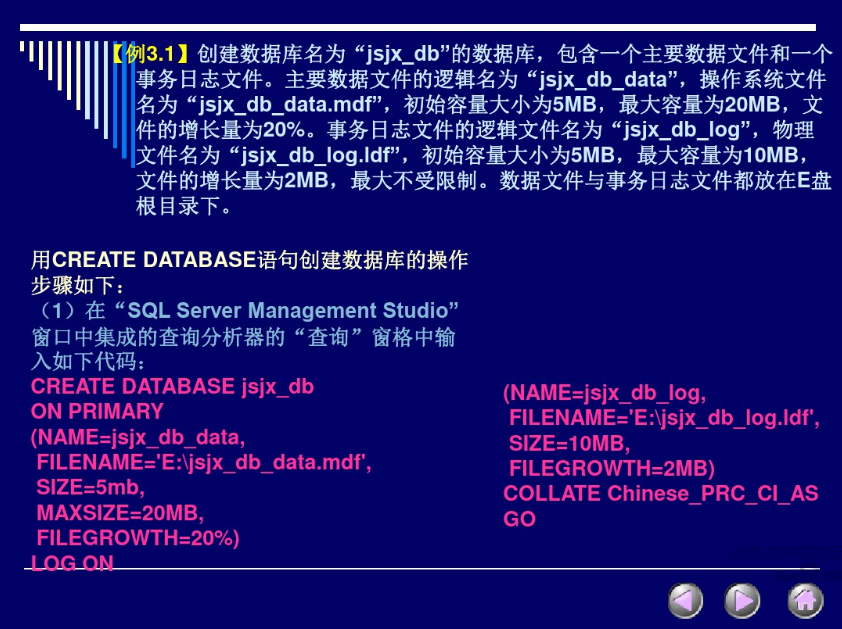 【例3.1】创建数据库名为“jsjx_db”的数据库，包含一个主要数据文件和一个
事务日志文件。主要数据文件的逻辑名为“jsjx_db_data”，操作系统文件
名为“jsjx_db_data.mdf”，初始容量大小为5MB，最大容量为20MB，文
件的增长量为20%。事务日志文件的逻辑文件名为“jsjx_db_log”，物理
文件名为“jsjx_db_log.ldf”，初始容量大小为5MB，最大容量为10MB，
文件的增长量为2MB，最大不受限制。数据文件与事务日志文件都放在E盘
根目录下。
用CREATE DATABASE语句创建数据库的操作
步骤如下：
（1）在“SQL Server Management Studio”
窗口中集成的查询分析器的“查询”窗格中输
入如下代码：
CREATE DATABASE jsjx_db
ON PRIMARY
(NAME=jsjx_db_data,
FILENAME='E:\jsjx_db_data.mdf',
SIZE=5mb,
MAXSIZE=20MB,
FILEGROWTH=20%)
LOG ON
(NAME=jsjx_db_log,
FILENAME='E:\jsjx_db_log.ldf',
SIZE=10MB,
FILEGROWTH=2MB)
COLLATE Chinese_PRC_CI_AS
GO